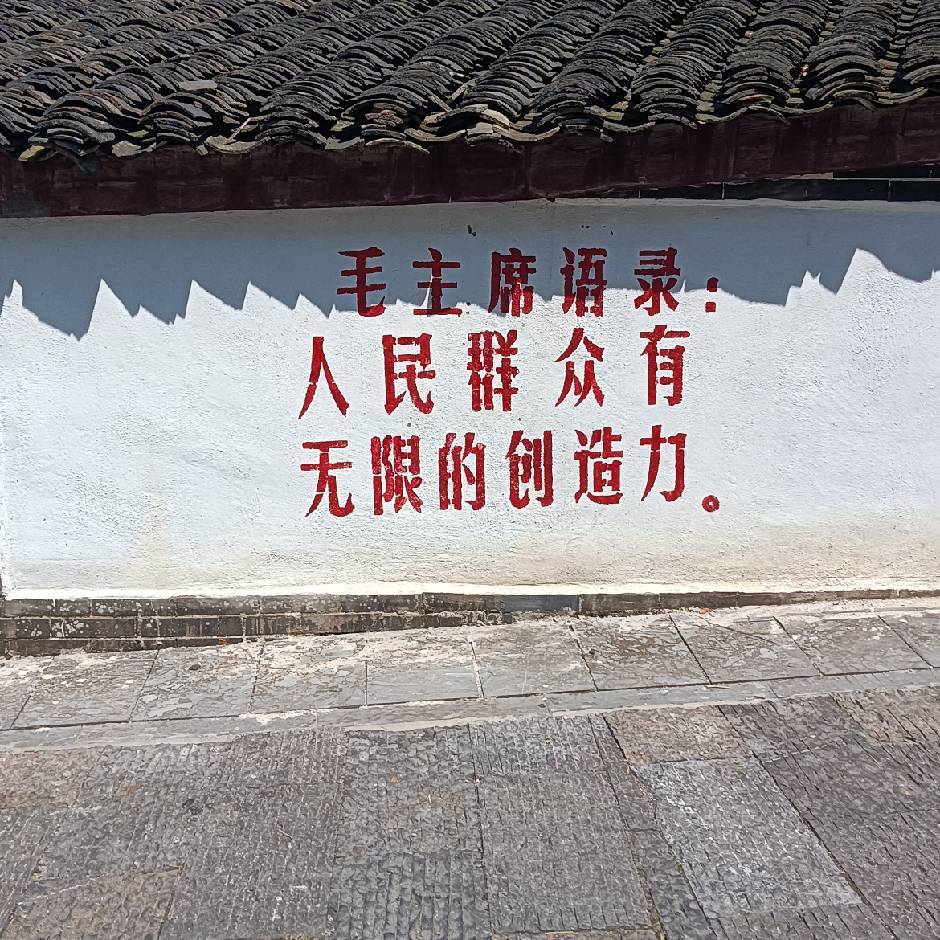 毛主席语录：
人民群众有
无限的创造力。